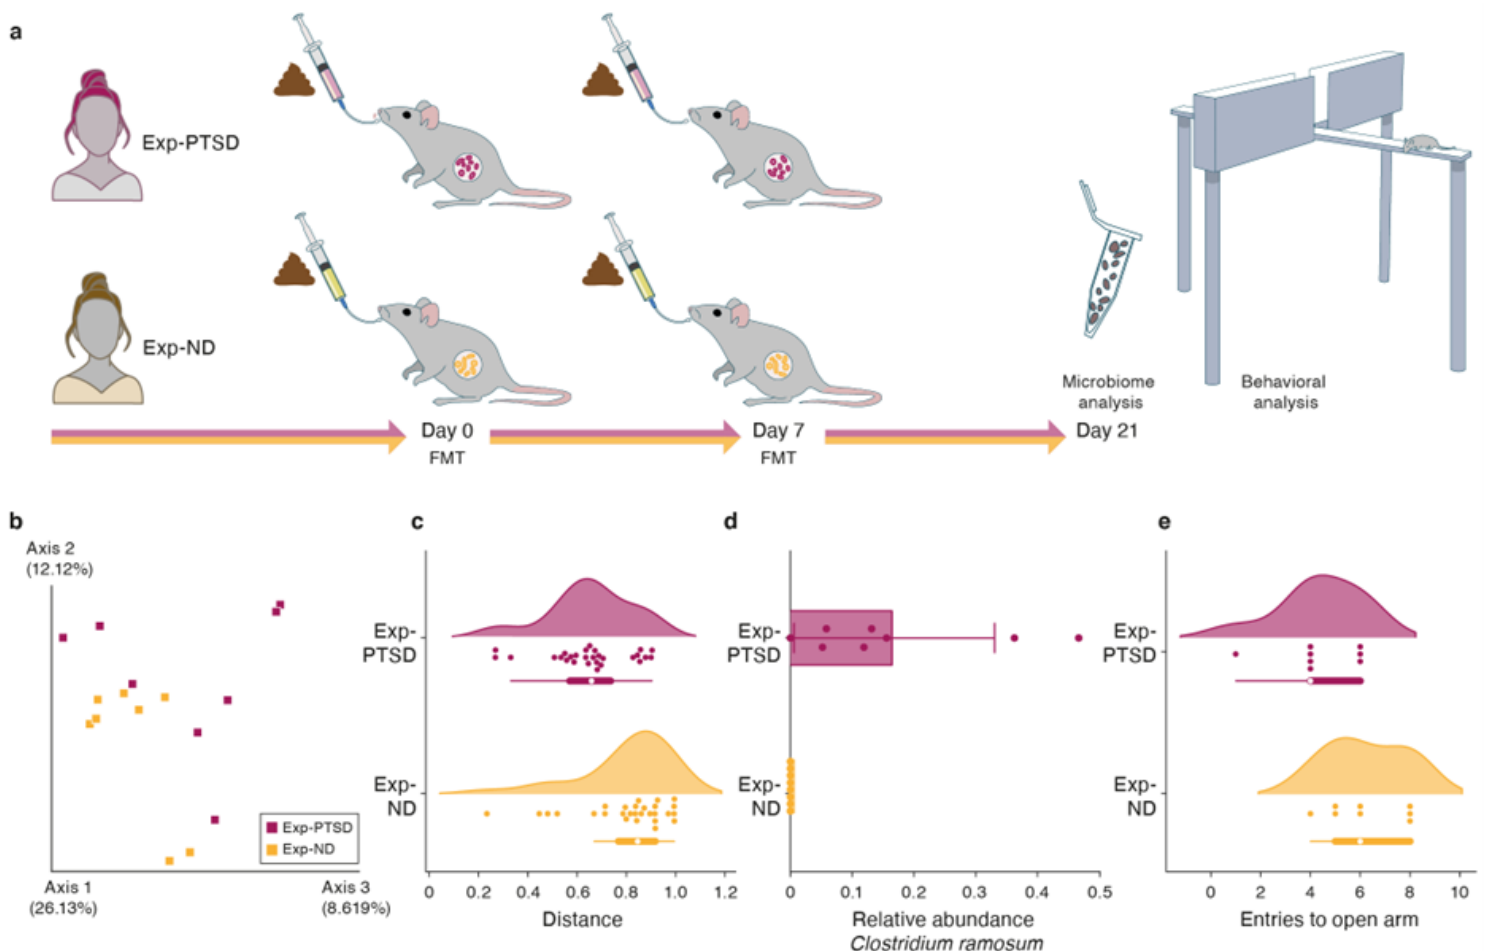 a
Exp-PTSD
Exp-ND
Microbiome
analysis
Behavioral
analysis
Day 0
FMT
Day 7
FMT
Day 21
b
Axis 2
(12.12%)
Exp-PTSD
Exp-ND
Axis 1
(26.13%)
Axis 3
(8.619%)
c
Exp-
PTSD
Exp-
ND
0 0.2 0.4 0.6 0.8 1.0 1.2
Distance
d
Exp-
PTSD
Exp-
ND
0 0.1 0.2 0.3 0.4 0.5
Relative abundance
Clostridium ramosum
e
Exp-
PTSD
Exp-
ND
0 2 4 6 8 10
Entries to open arm